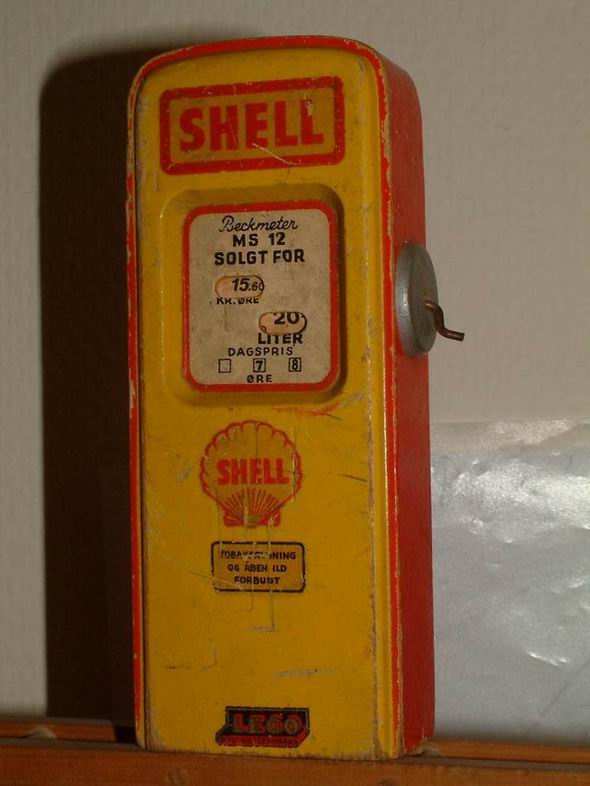 SHELL
Beckmeter
MS 12
SOLGT FOR
15.60
KR. ØRE
20
LITER
DAGSPRIS
7 8
ØRE
SHELL
OG ÅBEN ILD
FORBUDT
LEGO